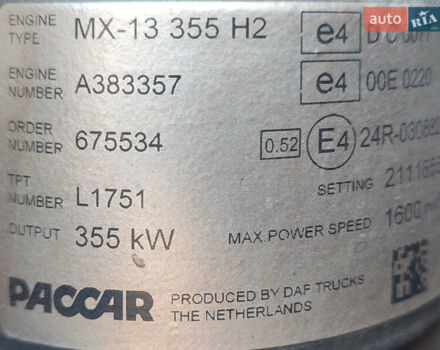 auto RIA
ENGINE TYPE MX-13 355 H2 e4
ENGINE NUMBER A383357 e4 00E 0220
ORDER NUMBER 675534 0.52 E4
TPT NUMBER L1751 SETTING
OUTPUT 355 kW MAX. POWER SPEED 1600
PACCAR PRODUCED BY DAF TRUCKS
THE NETHERLANDS